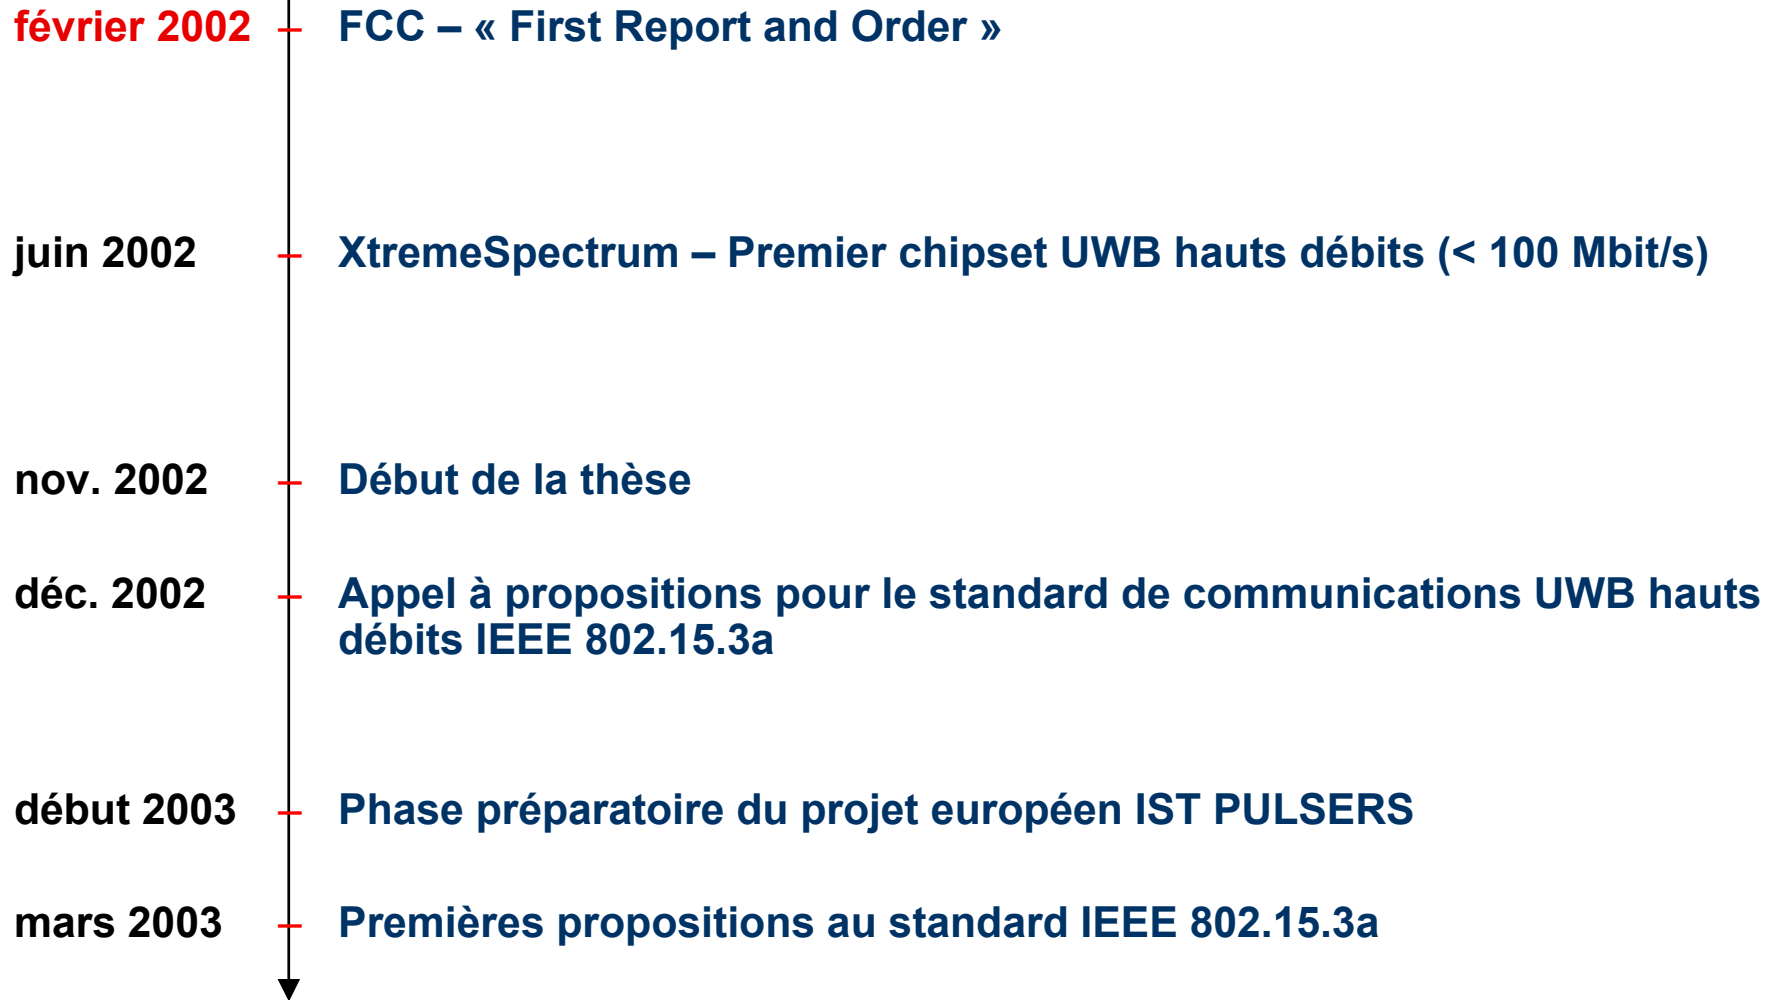 février 2002 FCC – « First Report and Order »
juin 2002 XtremeSpectrum – Premier chipset UWB hauts débits (< 100 Mbit/s)
nov. 2002 Début de la thèse
déc. 2002 Appel à propositions pour le standard de communications UWB hauts
débits IEEE 802.15.3a
début 2003 Phase préparatoire du projet européen IST PULSERS
mars 2003 Premières propositions au standard IEEE 802.15.3a